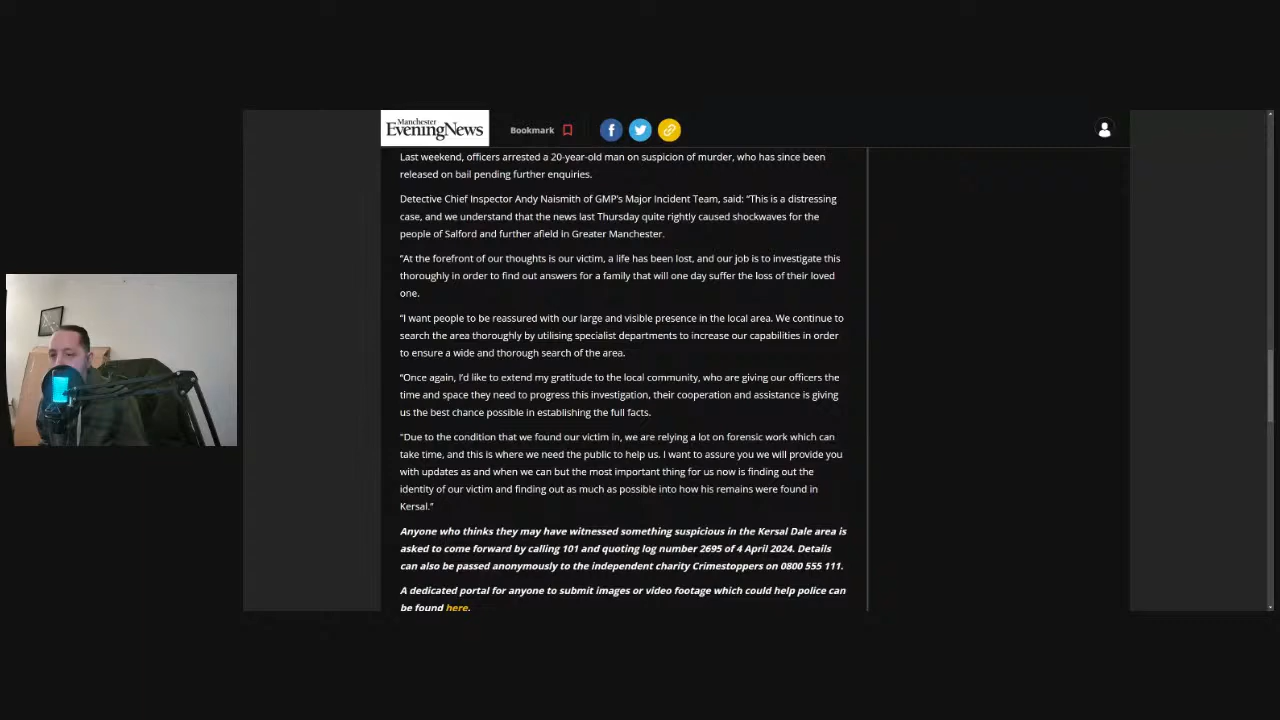 Manchester
Evening News
Bookmark
Last weekend, officers arrested a 20-year-old man on suspicion of murder, who has since been
released on bail pending further enquiries.
Detective Chief Inspector Andy Naismith of GMP's Major Incident Team, said: "This is a distressing
case, and we understand that the news last Thursday quite rightly caused shockwaves for the
people of Salford and further afield in Greater Manchester.
"At the forefront of our thoughts is our victim, a life has been lost, and our job is to investigate this
thoroughly in order to find out answers for a family that will one day suffer the loss of their loved
one.
"I want people to be reassured with our large and visible presence in the local area. We continue to
search the area thoroughly by utilising specialist departments to increase our capabilities in order
to ensure a wide and thorough search of the area.
"Once again, I'd like to extend my gratitude to the local community, who are giving our officers the
time and space they need to progress this investigation, their cooperation and assistance is giving
us the best chance possible in establishing the full facts.
"Due to the condition that we found our victim in, we are relying a lot on forensic work which can
take time, and this is where we need the public to help us. I want to assure you we will provide you
with updates as and when we can but the most important thing for us now is finding out the
identity of our victim and finding out as much as possible into how his remains were found in
Kersal."
Anyone who thinks they may have witnessed something suspicious in the Kersal Dale area is
asked to come forward by calling 101 and quoting log number 2695 of 4 April 2024. Details
can also be passed anonymously to the independent charity Crimestoppers on 0800 555 111.
A dedicated portal for anyone to submit images or video footage which could help police can
be found here.